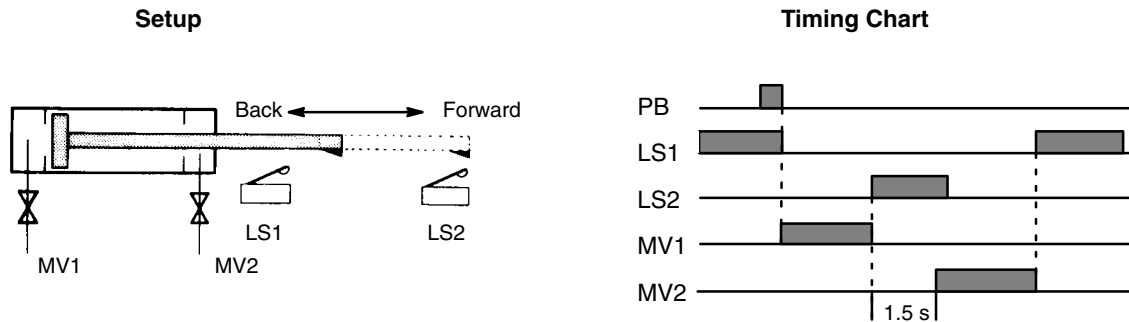 Setup
Back Forward
LS1 LS2
MV1 MV2
Timing Chart
PB
LS1
LS2
MV1
MV2
1.5 s